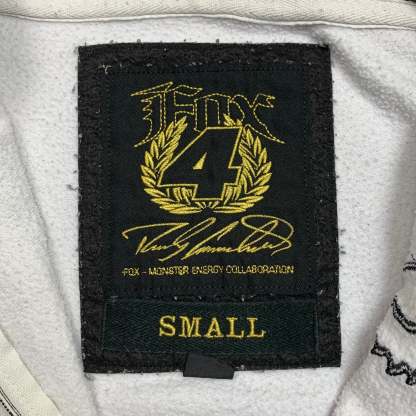 Fox
4
FOX - MONSTER ENERGY COLLABORATION
SMALL